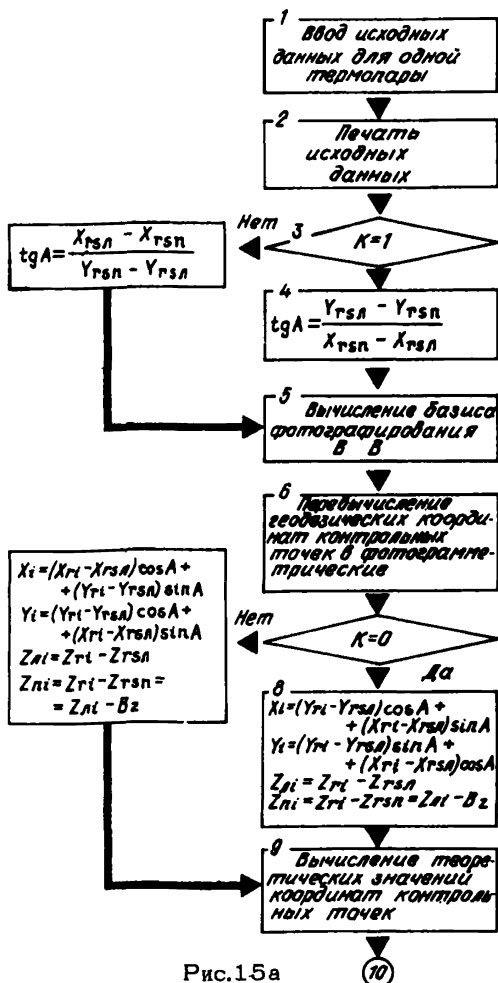 1
Ввод исходных
данных для одной
термопары
2
Печать
исходных
данных
Нет
3
K=1
tgA = (Xrsл − Xrsп) / (Yrsп − Yrsл)
4
tgA = (Yrsл − Yrsп) / (Xrsп − Xrsл)
5
Вычисление базиса
фотографирования
B B
6
Перевычисление
геодезических коорди-
нат контрольных
точек в фотограмме-
трические
Нет
K=0
Да
Xi=(Xri−Xrsл)cosA+
+(Yri−Yrsл)sinA
Yi=(Yri−Yrsл)cosA+
+(Xri−Xrsл)sinA
Zлi=Zri−Zrsл
Zпi=Zri−Zrsп=
=Zлi−Bz
8
Xi=(Yri−Yrsл)cosA+
+(Xri−Xrsл)sinA
Yi=(Yri−Yrsл)sinA+
+(Xri−Xrsл)cosA
Zлi=Zri−Zrsл
Zпi=Zri−Zrsп=Zлi−Bz
9
Вычисление теоре-
тических значений
координат контроль-
ных точек
Рис.15а
10